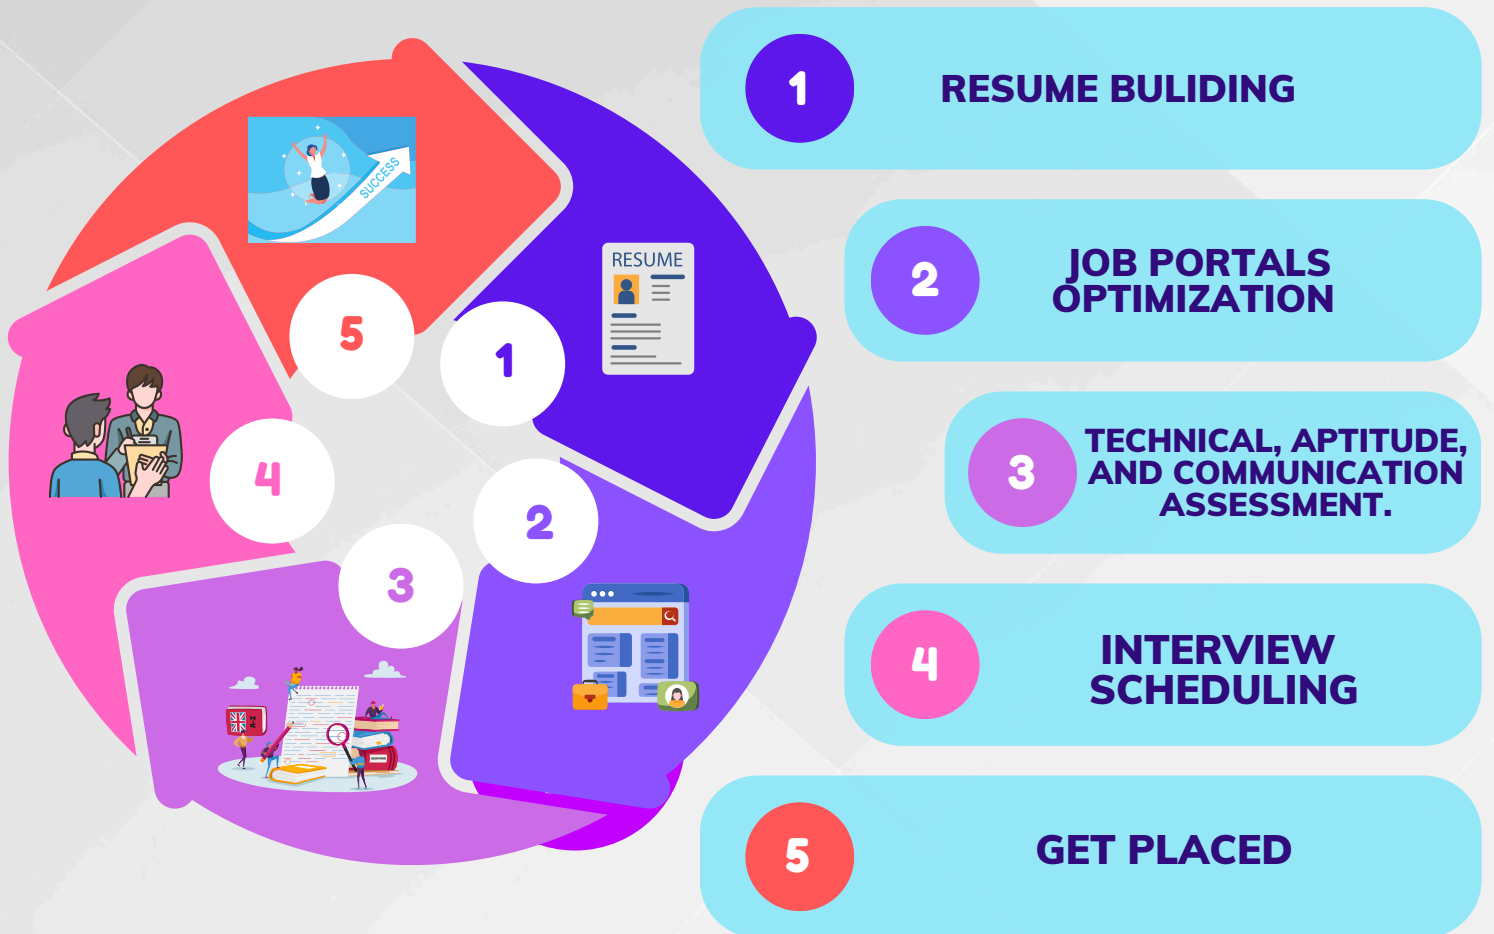 SUCCESS
RESUME
5
1
4
2
3
A-Z
1
RESUME BULIDING
2
JOB PORTALS
OPTIMIZATION
3
TECHNICAL, APTITUDE,
AND COMMUNICATION
ASSESSMENT.
4
INTERVIEW
SCHEDULING
5
GET PLACED